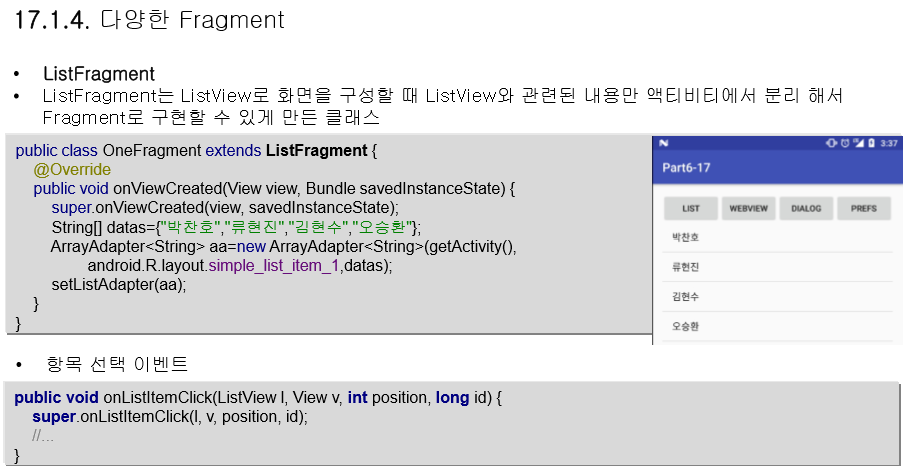 17.1.4. 다양한 Fragment
• ListFragment
• ListFragment는 ListView로 화면을 구성할 때 ListView와 관련된 내용만 액티비티에서 분리 해서
Fragment로 구현할 수 있게 만든 클래스
public class OneFragment extends ListFragment {
@Override
public void onViewCreated(View view, Bundle savedInstanceState) {
super.onViewCreated(view, savedInstanceState);
String[] datas={"박찬호","류현진","김현수","오승환"};
ArrayAdapter<String> aa=new ArrayAdapter<String>(getActivity(),
android.R.layout.simple_list_item_1,datas);
setListAdapter(aa);
}
}
3:37
Part6-17
LIST WEBVIEW DIALOG PREFS
박찬호
류현진
김현수
오승환
• 항목 선택 이벤트
public void onListItemClick(ListView l, View v, int position, long id) {
super.onListItemClick(l, v, position, id);
//...
}